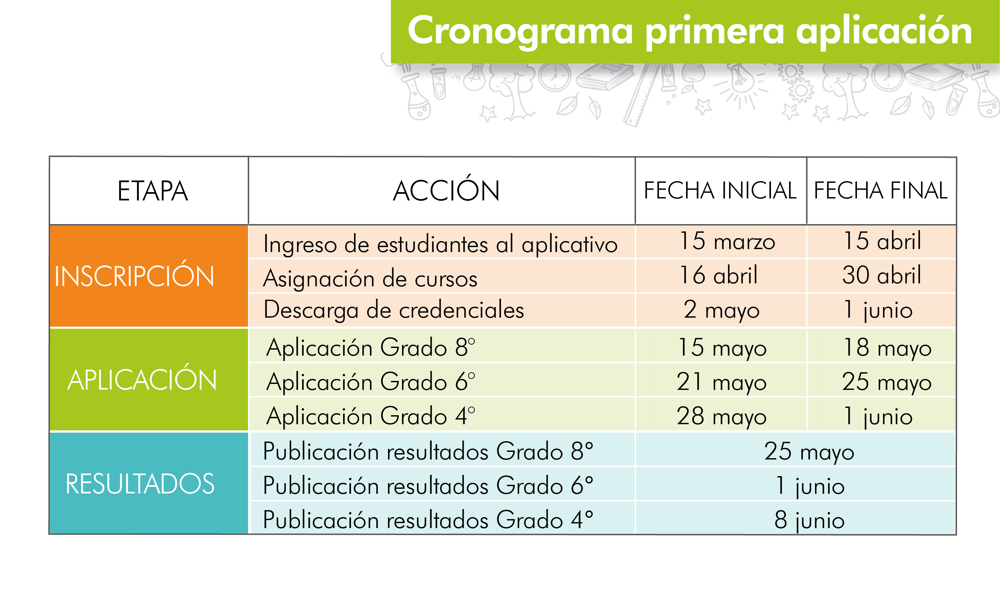 Cronograma primera aplicación
ETAPA ACCIÓN FECHA INICIAL FECHA FINAL
INSCRIPCIÓN
Ingreso de estudiantes al aplicativo 15 marzo 15 abril
Asignación de cursos 16 abril 30 abril
Descarga de credenciales 2 mayo 1 junio
APLICACIÓN
Aplicación Grado 8° 15 mayo 18 mayo
Aplicación Grado 6° 21 mayo 25 mayo
Aplicación Grado 4° 28 mayo 1 junio
RESULTADOS
Publicación resultados Grado 8° 25 mayo
Publicación resultados Grado 6° 1 junio
Publicación resultados Grado 4° 8 junio